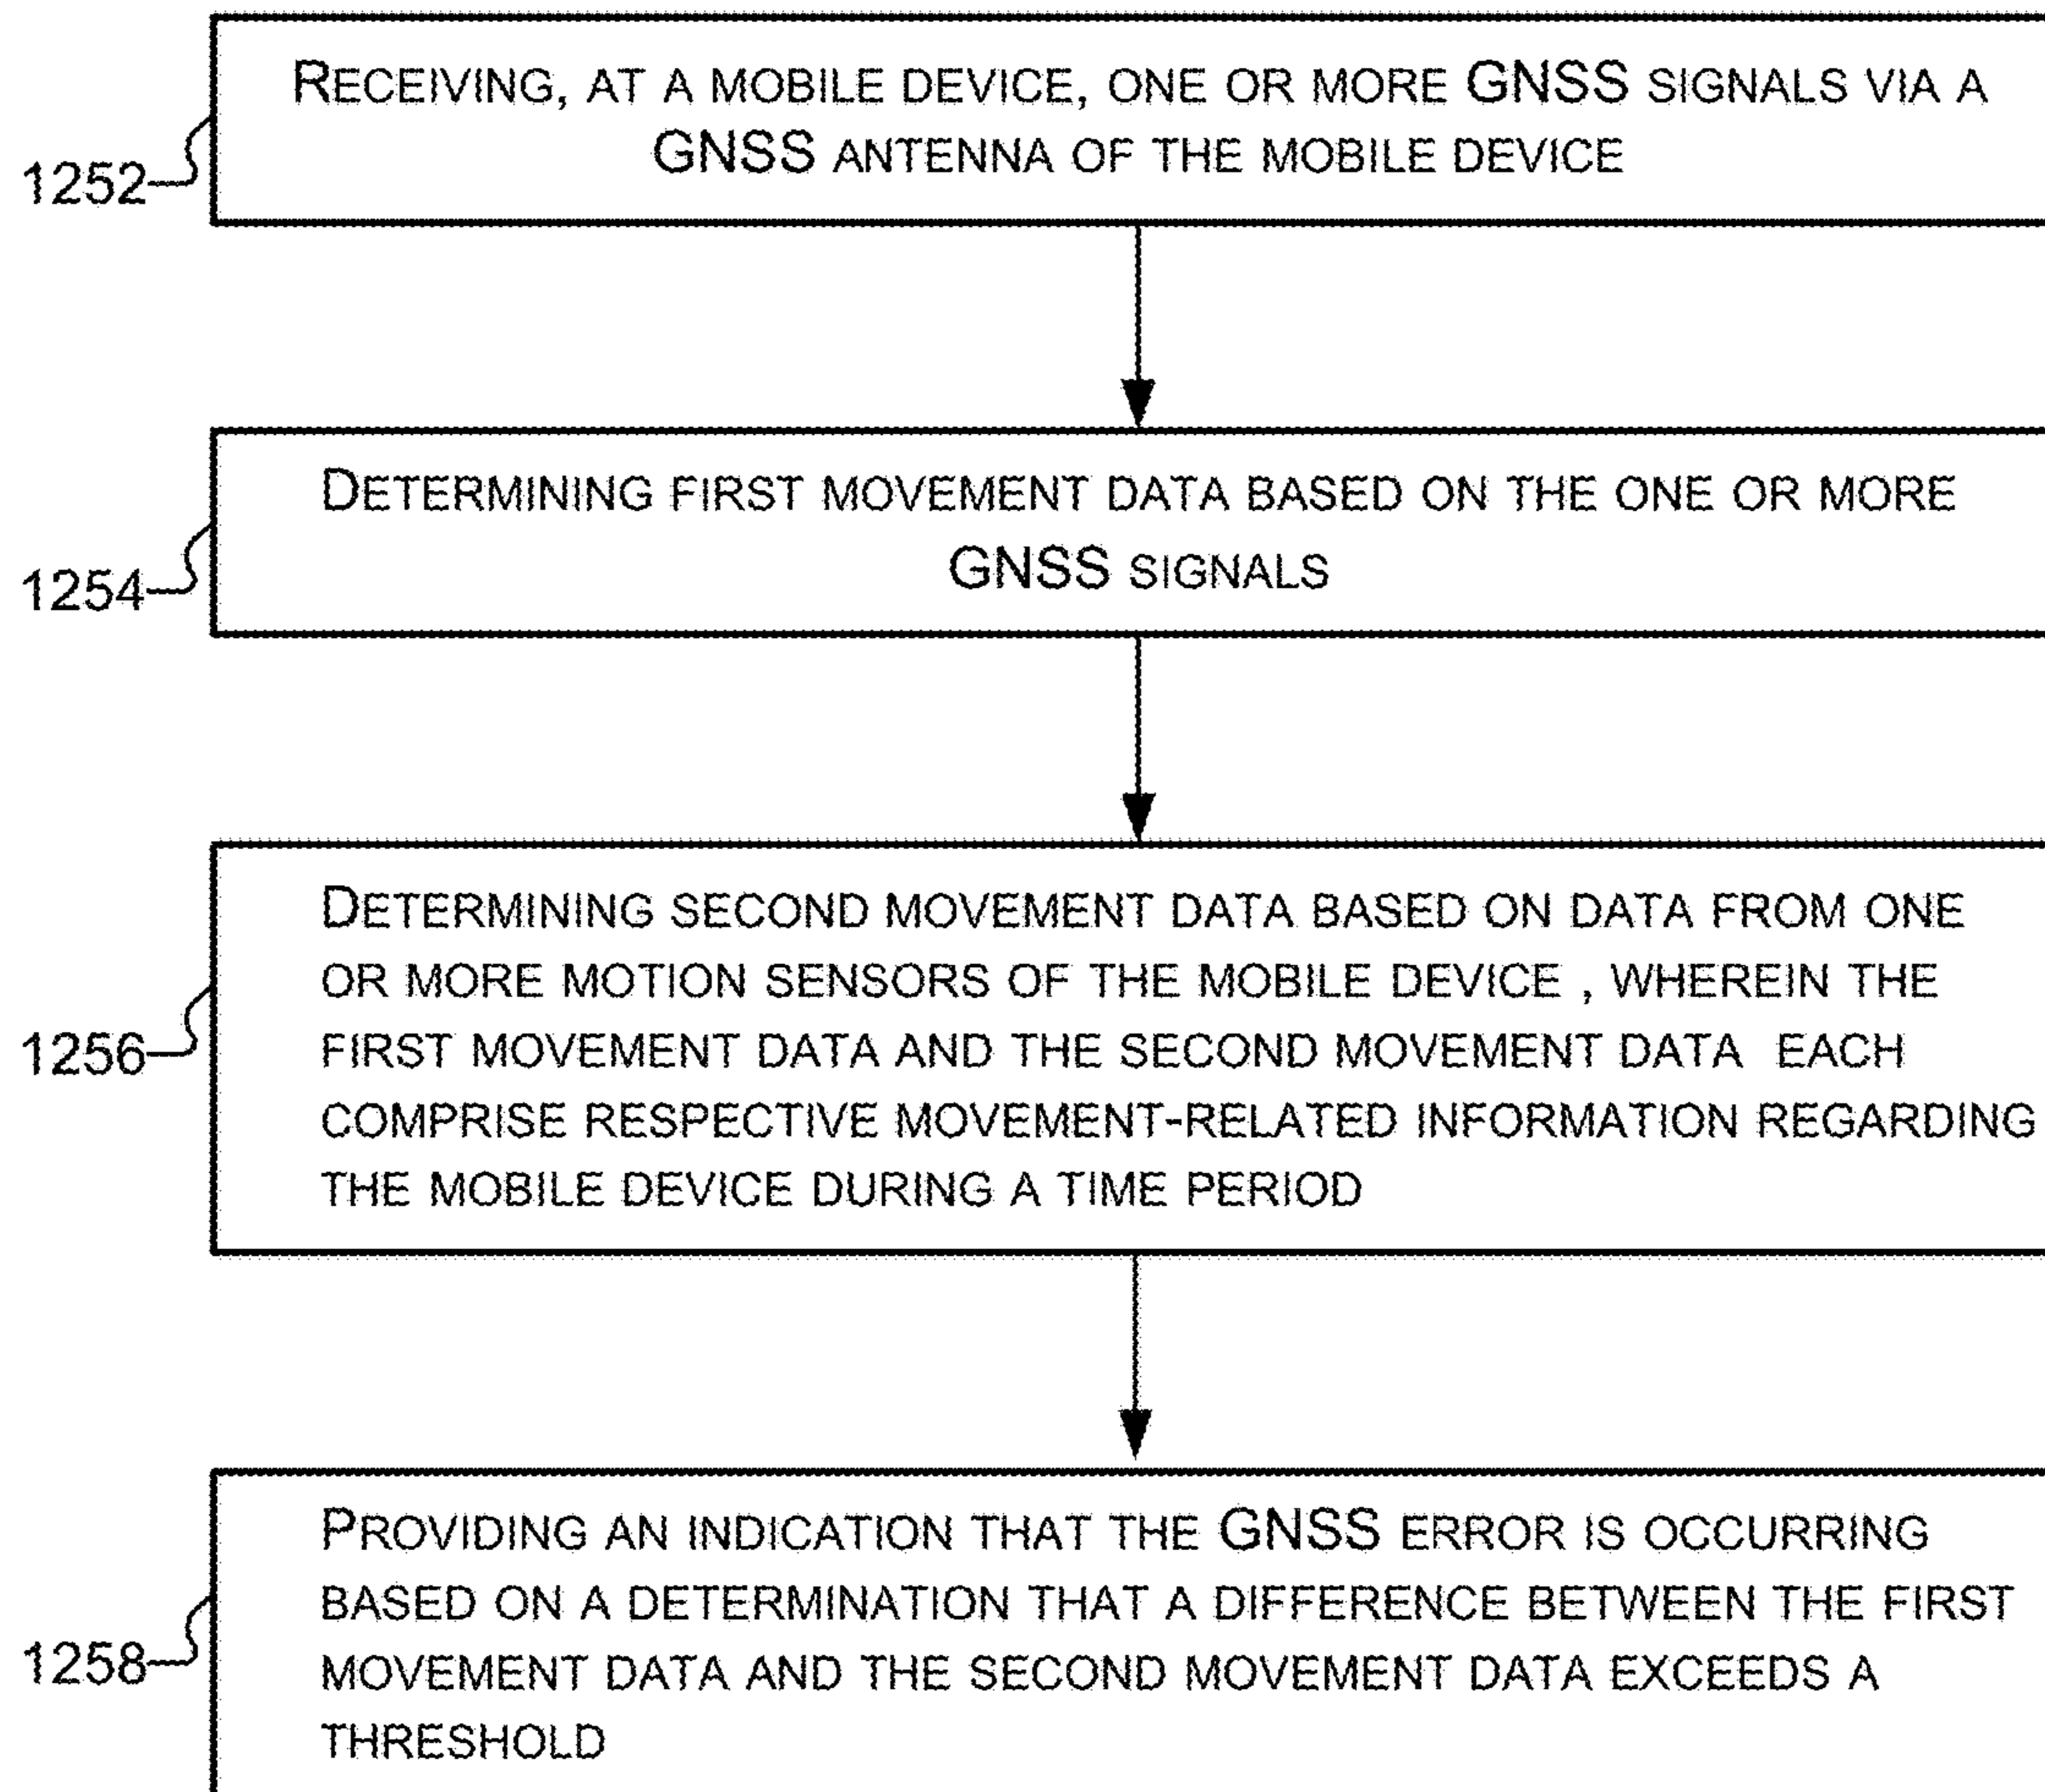 RECEIVING, AT A MOBILE DEVICE, ONE OR MORE GNSS SIGNALS VIA A
GNSS ANTENNA OF THE MOBILE DEVICE
1252
DETERMINING FIRST MOVEMENT DATA BASED ON THE ONE OR MORE
GNSS SIGNALS
1254
DETERMINING SECOND MOVEMENT DATA BASED ON DATA FROM ONE
OR MORE MOTION SENSORS OF THE MOBILE DEVICE , WHEREIN THE
FIRST MOVEMENT DATA AND THE SECOND MOVEMENT DATA EACH
COMPRISE RESPECTIVE MOVEMENT-RELATED INFORMATION REGARDING
THE MOBILE DEVICE DURING A TIME PERIOD
1256
PROVIDING AN INDICATION THAT THE GNSS ERROR IS OCCURRING
BASED ON A DETERMINATION THAT A DIFFERENCE BETWEEN THE FIRST
MOVEMENT DATA AND THE SECOND MOVEMENT DATA EXCEEDS A
THRESHOLD
1258